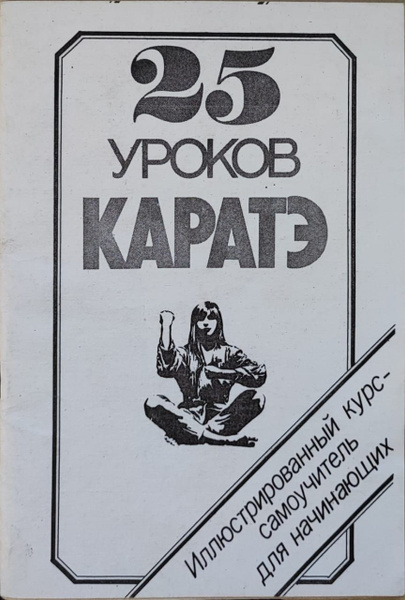 25
УРОКОВ
КАРАТЭ
Иллюстрированный курс-
самоучитель
для начинающих